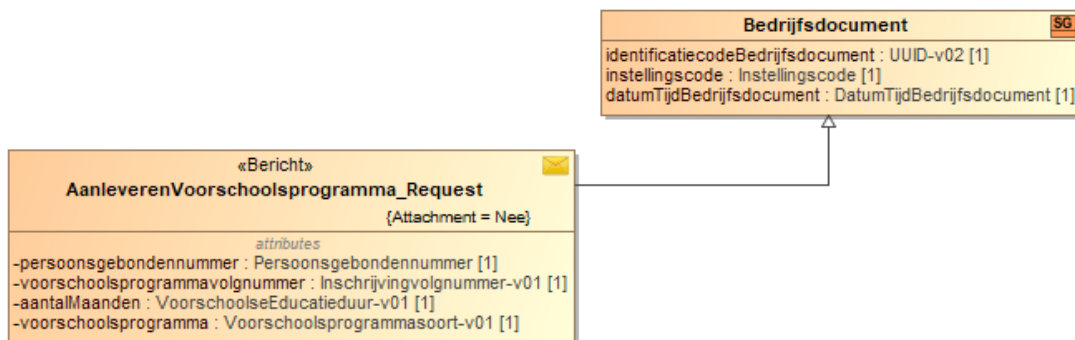 Bedrijfsdocument
SG
identificatiecodeBedrijfsdocument : UUID-v02 [1]
instellingscode : Instellingscode [1]
datumTijdBedrijfsdocument : DatumTijdBedrijfsdocument [1]
«Bericht»
AanleverenVoorschoolsprogramma_Request
{Attachment = Nee}
attributes
-persoonsgebondennummer : Persoonsgebondennummer [1]
-voorschoolsprogrammavolgnummer : Inschrijvingvolgnummer-v01 [1]
-aantalMaanden : VoorschoolseEducatieduur-v01 [1]
-voorschoolsprogramma : Voorschoolsprogrammasoort-v01 [1]